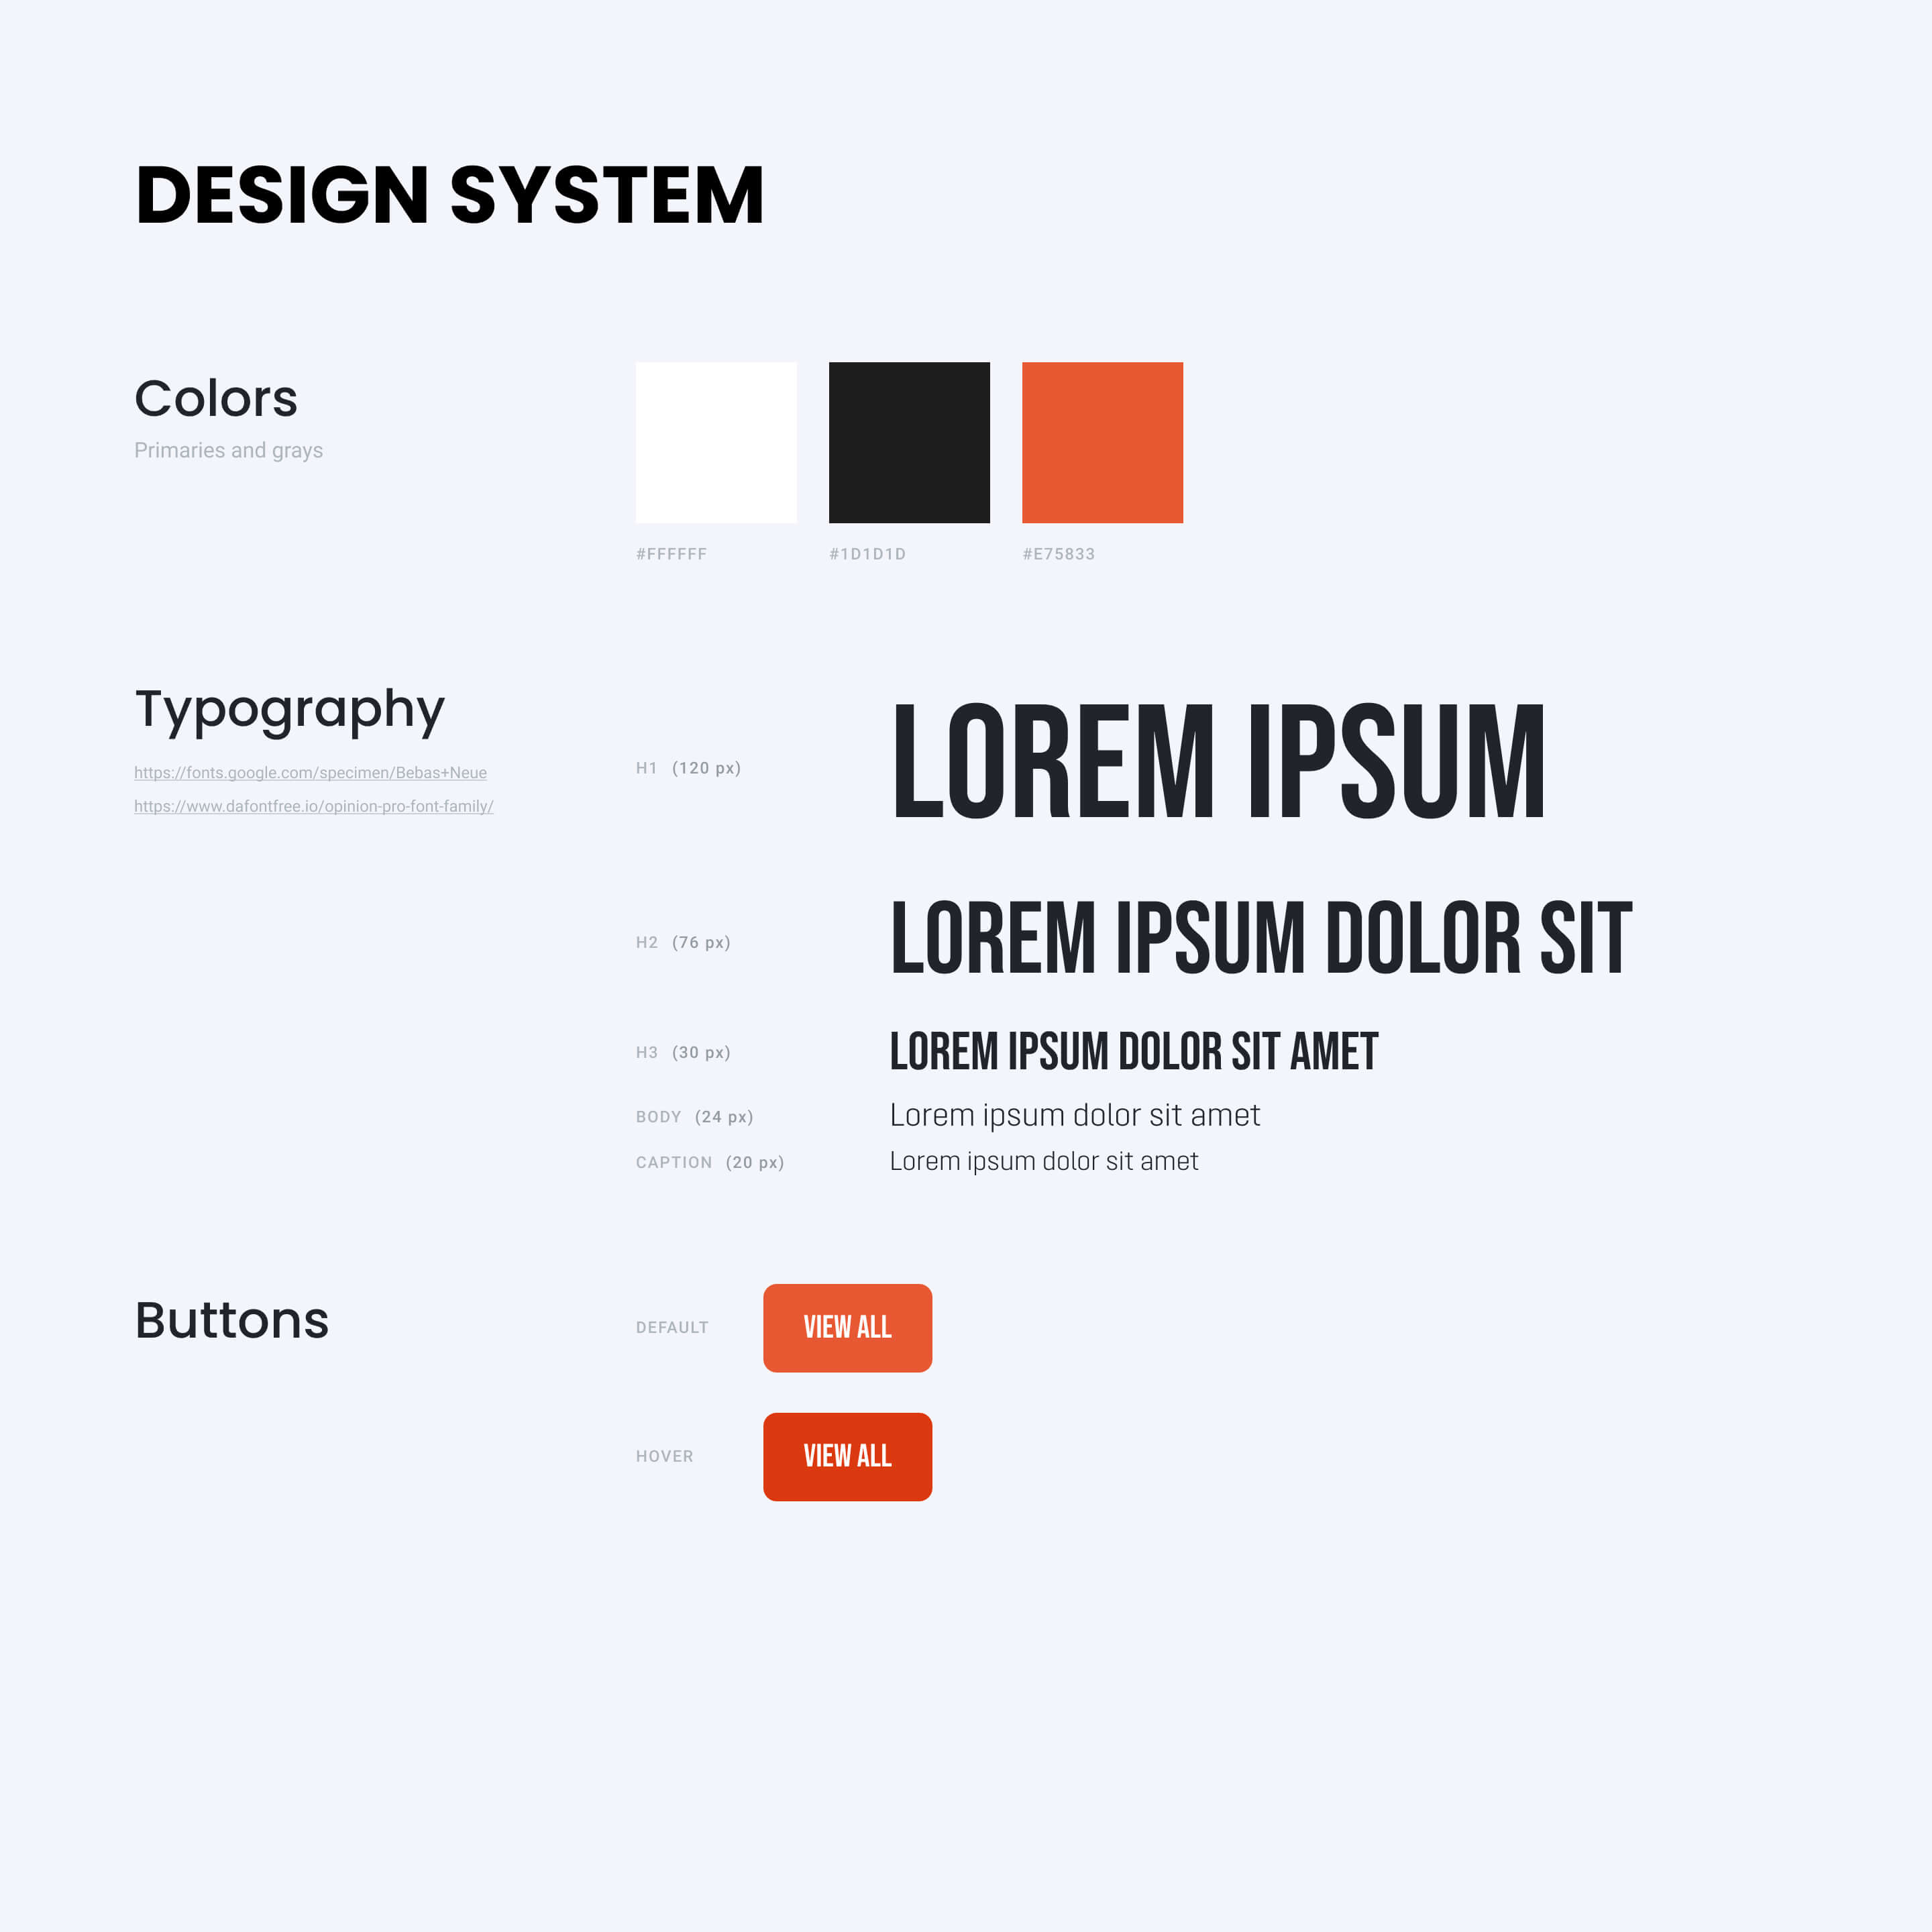 DESIGN SYSTEM
Colors
Primaries and grays
#FFFFFF
#1D1D1D
#E75833
Typography
https://fonts.google.com/specimen/Bebas+Neue
https://www.dafontfree.io/opinion-pro-font-family/
H1 (120 px)
LOREM IPSUM
H2 (76 px)
LOREM IPSUM DOLOR SIT
H3 (30 px)
LOREM IPSUM DOLOR SIT AMET
BODY (24 px)
Lorem ipsum dolor sit amet
CAPTION (20 px)
Lorem ipsum dolor sit amet
Buttons
DEFAULT
VIEW ALL
HOVER
VIEW ALL